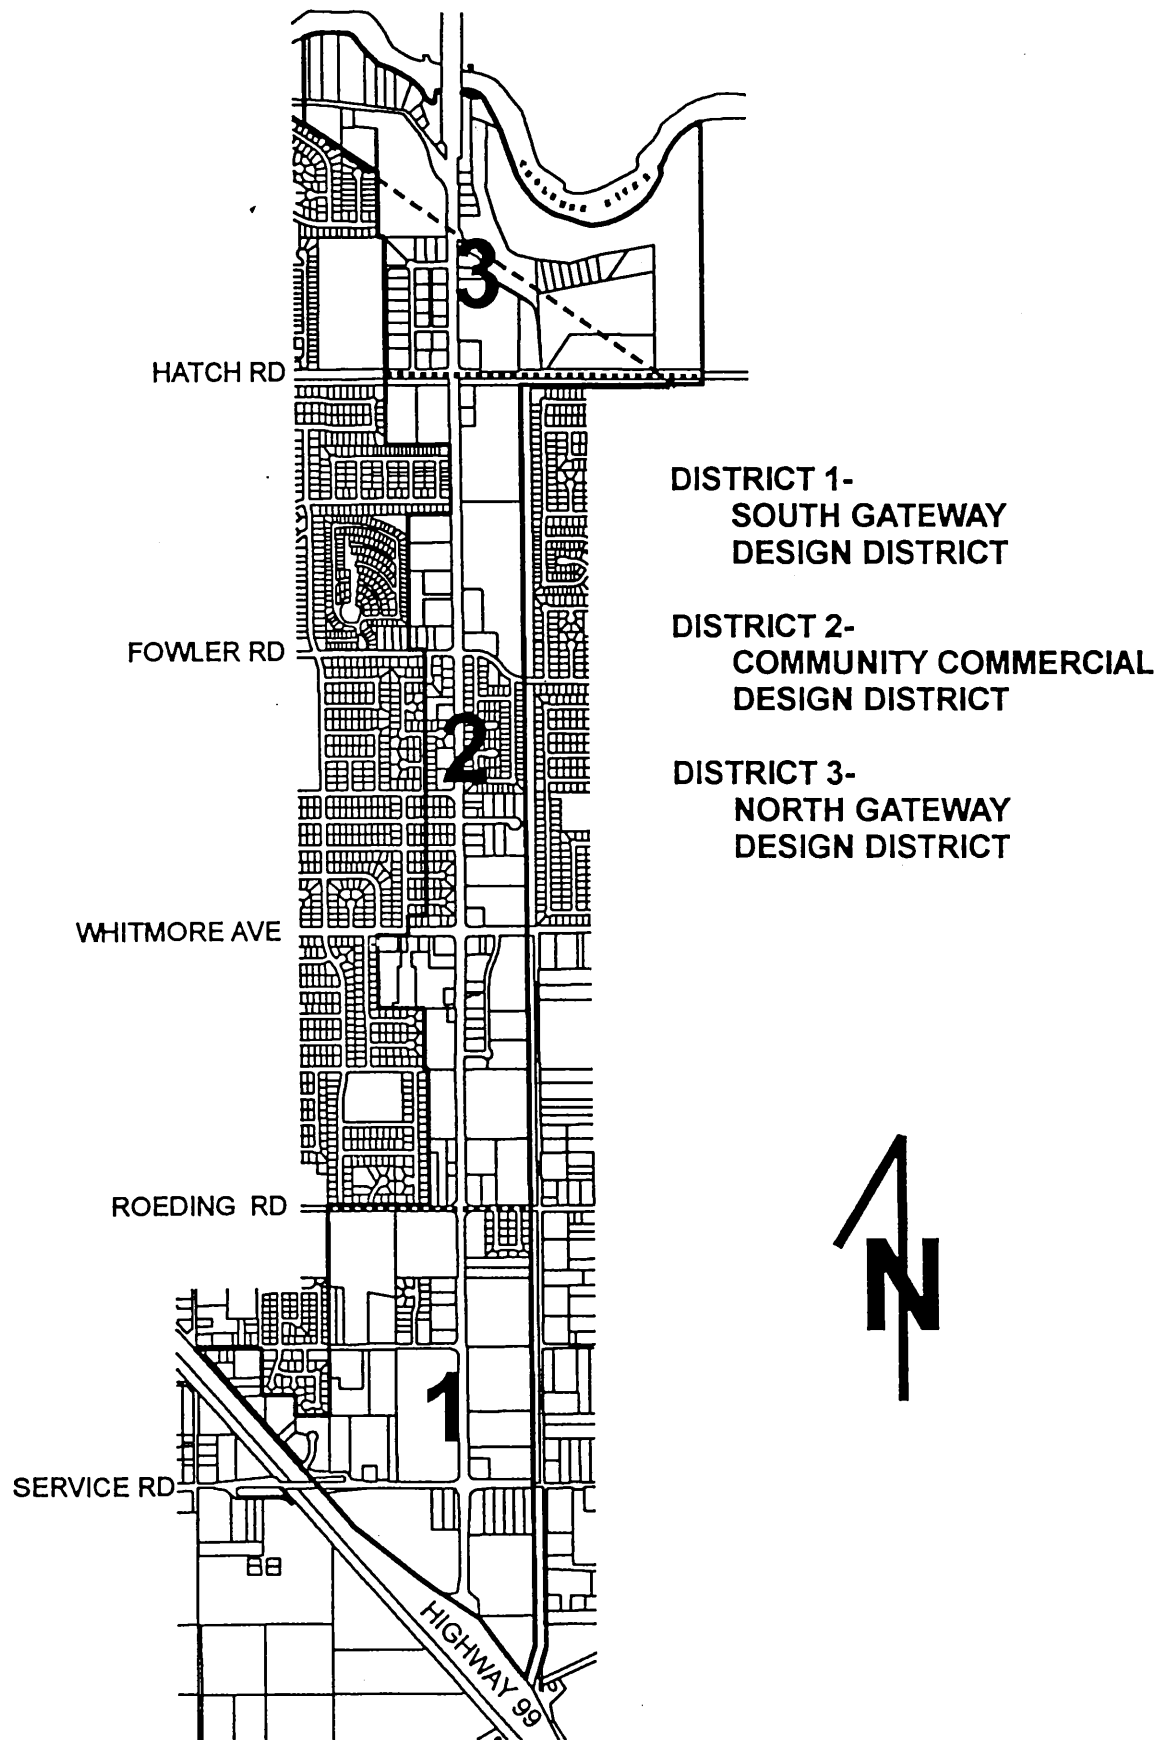 3
HATCH RD
DISTRICT 1-
SOUTH GATEWAY
DESIGN DISTRICT
DISTRICT 2-
COMMUNITY COMMERCIAL
DESIGN DISTRICT
FOWLER RD
2
DISTRICT 3-
NORTH GATEWAY
DESIGN DISTRICT
WHITMORE AVE
ROEDING RD
N
1
SERVICE RD
HIGHWAY 99